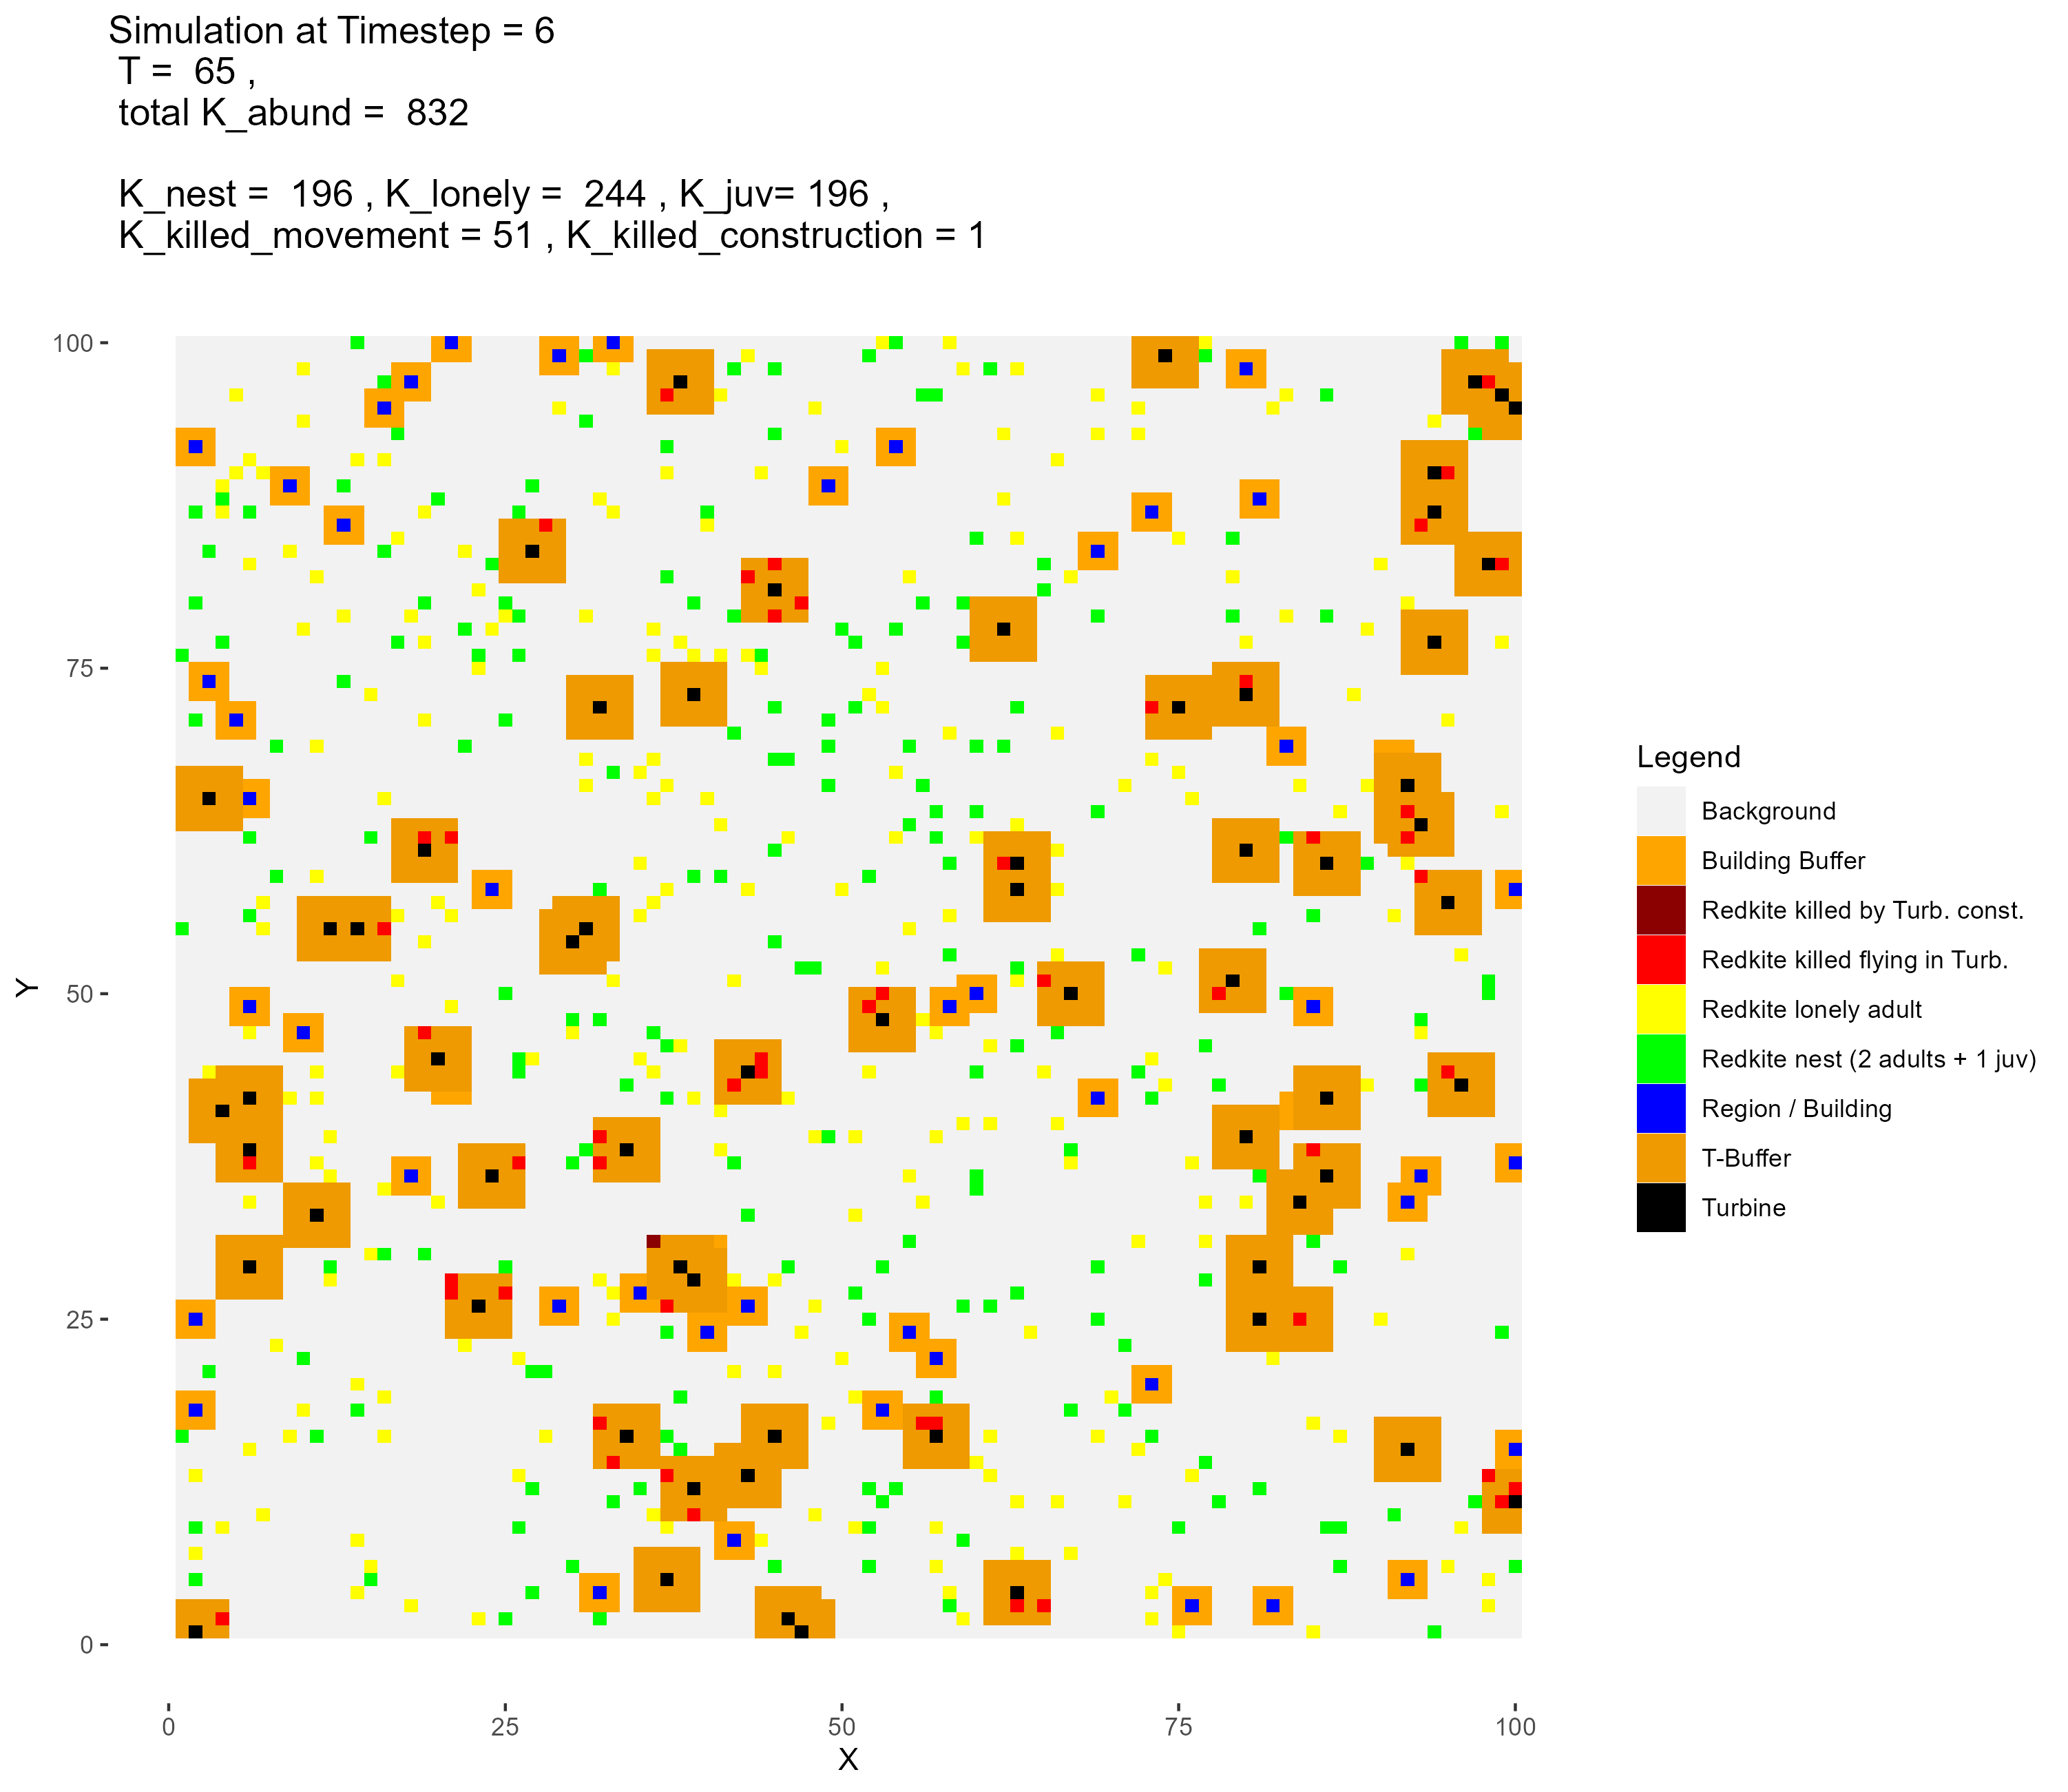 Simulation at Timestep = 6
T =  65 ,
total K_abund =  832
K_nest =  196 , K_lonely =  244 , K_juv= 196 ,
K_killed_movement = 51 , K_killed_construction = 1
100
75
50
25
0
Y
0 25 50 75 100
X
Legend
Background
Building Buffer
Redkite killed by Turb. const.
Redkite killed flying in Turb.
Redkite lonely adult
Redkite nest (2 adults + 1 juv)
Region / Building
T-Buffer
Turbine